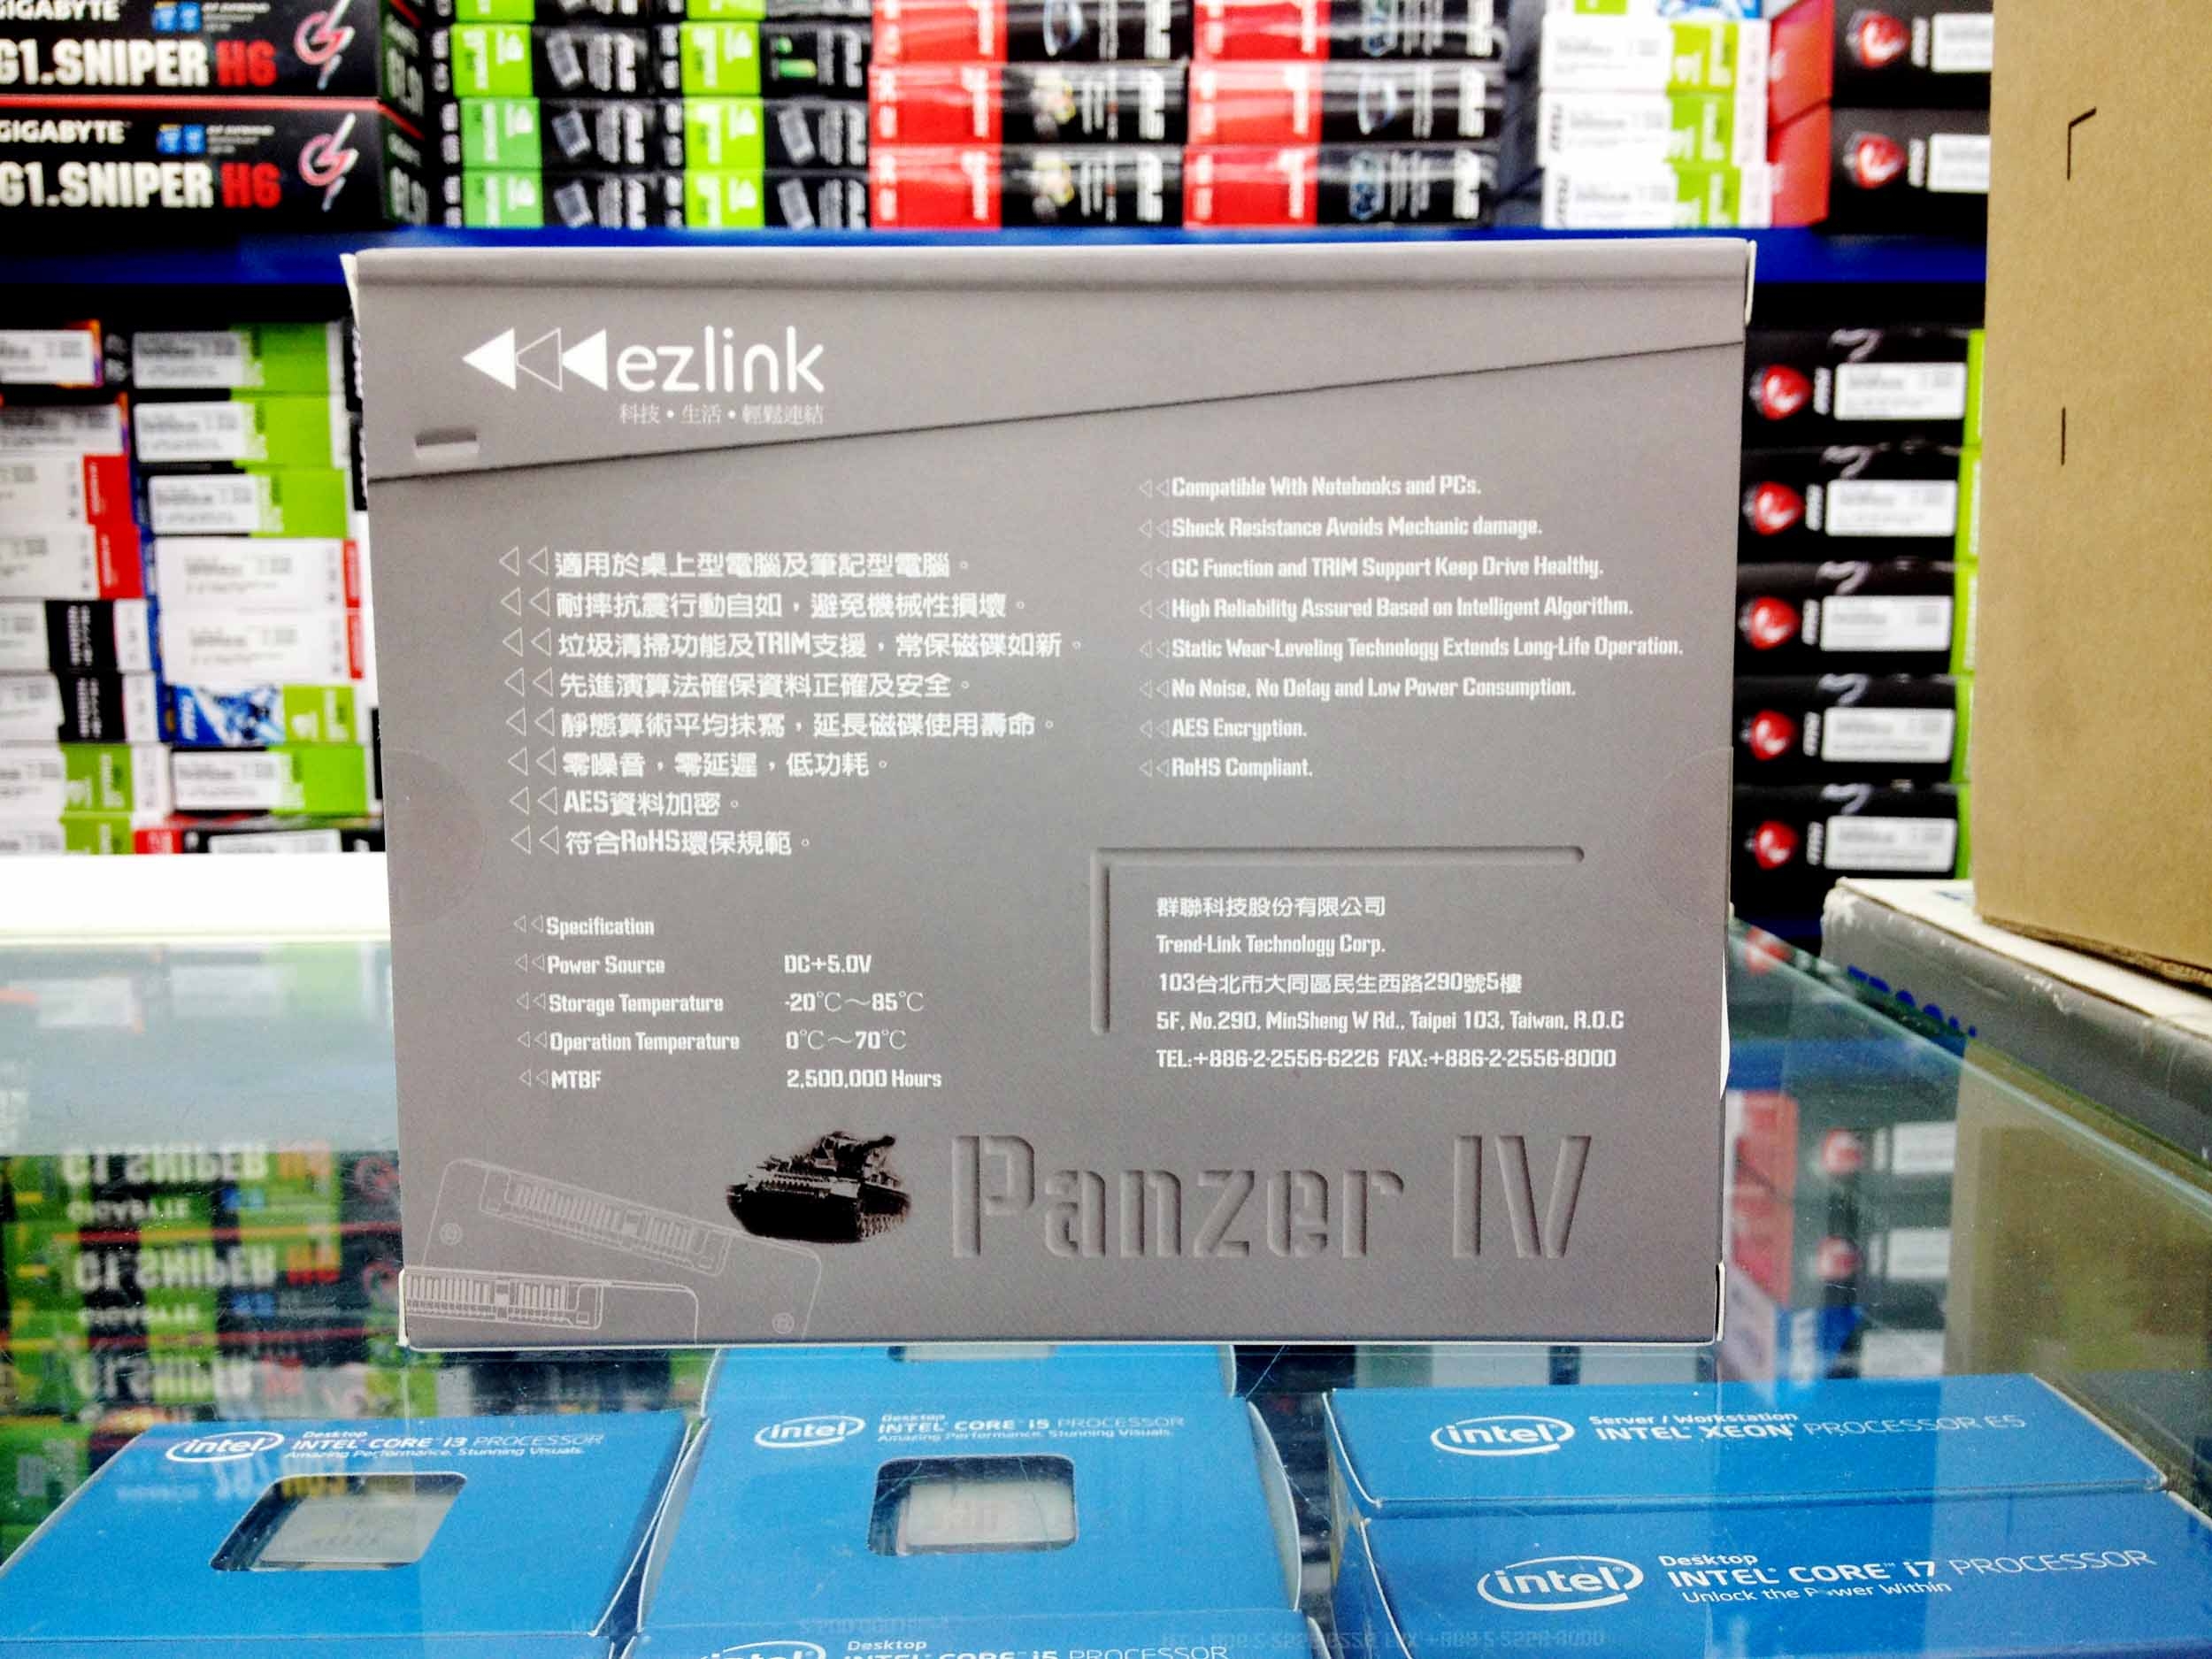 GIGABYTE
G1.SNIPER H6
GIGABYTE
G1.SNIPER H6
ezlink
科技・生活・輕鬆連結
適用於桌上型電腦及筆記型電腦。
耐摔抗震行動自如，避免機械性損壞。
垃圾清掃功能及TRIM支援，常保磁碟如新。
先進演算法確保資料正確及安全。
靜態算術平均抹寫，延長磁碟使用壽命。
零噪音，零延遲，低功耗。
AES資料加密。
符合RoHS環保規範。
Compatible With Notebooks and PCs.
Shock Resistance Avoids Mechanic damage.
GC Function and TRIM Support Keep Drive Healthy.
High Reliability Assured Based on Intelligent Algorithm.
Static Wear-Leveling Technology Extends Long-Life Operation.
No Noise, No Delay and Low Power Consumption.
AES Encryption.
RoHS Compliant.
Specification
Power Source DC+5.0V
Storage Temperature -20°C～85°C
Operation Temperature 0°C～70°C
MTBF 2,500,000 Hours
群聯科技股份有限公司
Trend-Link Technology Corp.
103台北市大同區民生西路290號5樓
5F, No.290, MinSheng W Rd., Taipei 103, Taiwan, R.O.C
TEL:+886-2-2556-6226 FAX:+886-2-2556-8000
Panzer IV
intel Desktop
INTEL CORE i3 PROCESSOR
Amazing Performance. Stunning Visuals.
intel Desktop
INTEL CORE i5 PROCESSOR
Amazing Performance. Stunning Visuals.
intel Server / Workstation
INTEL XEON PROCESSOR E5
intel Desktop
INTEL CORE i7 PROCESSOR
Unlock the Power Within
intel Desktop
INTEL CORE i5 PROCESSOR